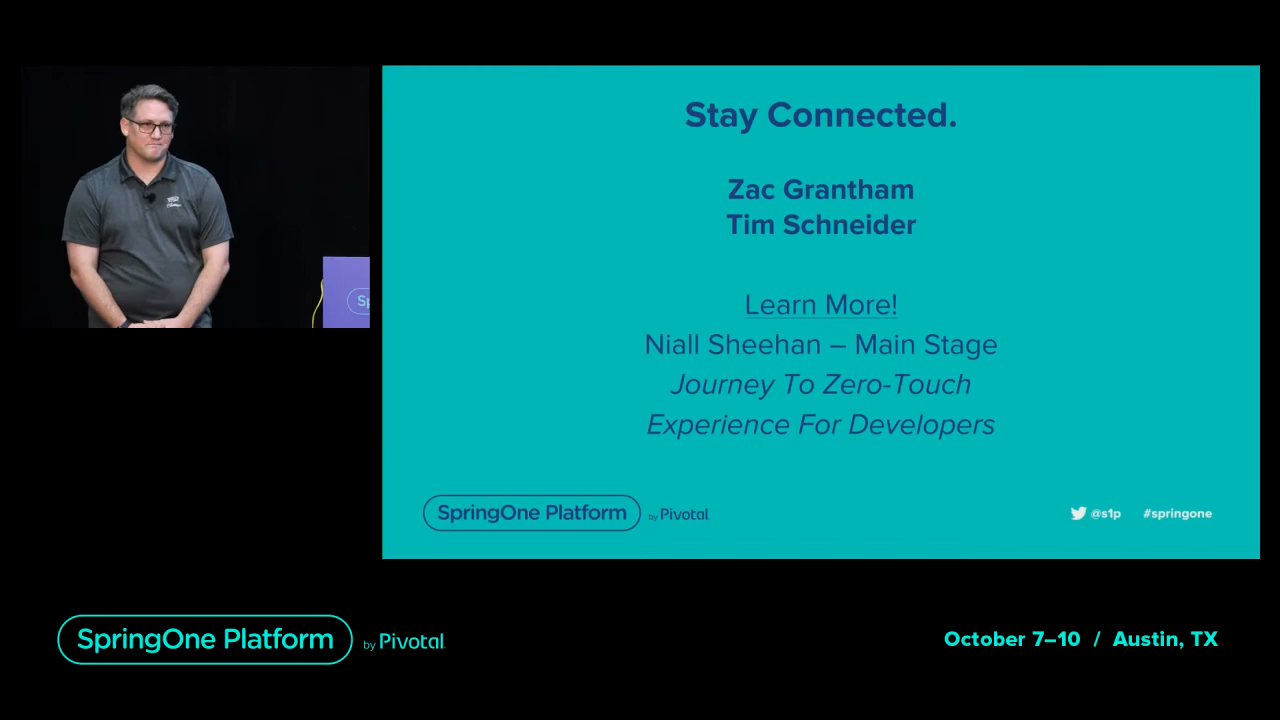 Stay Connected.
Zac Grantham
Tim Schneider
Learn More!
Niall Sheehan – Main Stage
Journey To Zero-Touch
Experience For Developers
SpringOne Platform by Pivotal
@s1p #springone
Sp
SpringOne Platform by Pivotal
October 7–10 / Austin, TX